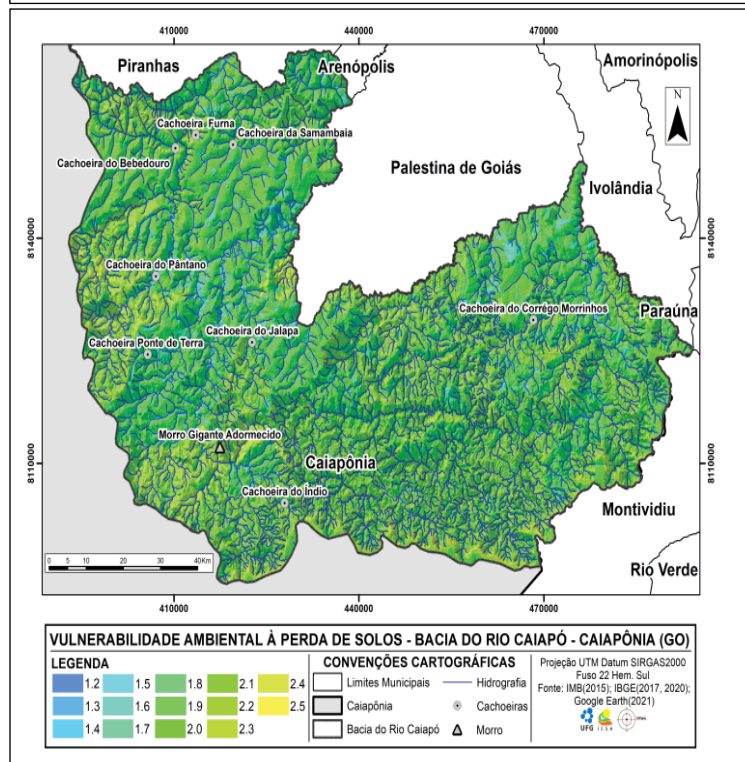 410000 440000 470000
Piranhas
Arenópolis
Amorinópolis
N
Cachoeira Furna
Cachoeira da Samambaia
Cachoeira do Bebedouro
Palestina de Goiás
Ivolândia
8140000 8140000
Cachoeira do Pântano
Cachoeira do Corrégo Morrinhos
Paraúna
Cachoeira do Jalapa
Cachoeira Ponte de Terra
Morro Gigante Adormecido
Caiapônia
8110000 8110000
Cachoeira do Índio
Montividiu
Rio Verde
0 5 10 20 30 40Km
410000 440000 470000
VULNERABILIDADE AMBIENTAL À PERDA DE SOLOS - BACIA DO RIO CAIAPÓ - CAIAPÔNIA (GO)
LEGENDA
1.2 1.5 1.8 2.1 2.4
1.3 1.6 1.9 2.2 2.5
1.4 1.7 2.0 2.3
CONVENÇÕES CARTOGRÁFICAS
Limites Municipais Hidrografia
Caiapônia Cachoeiras
Bacia do Rio Caiapó Morro
Projeção UTM Datum SIRGAS2000
Fuso 22 Hem. Sul
Fonte: IMB(2015); IBGE(2017, 2020);
Google Earth(2021)
UFG IESA